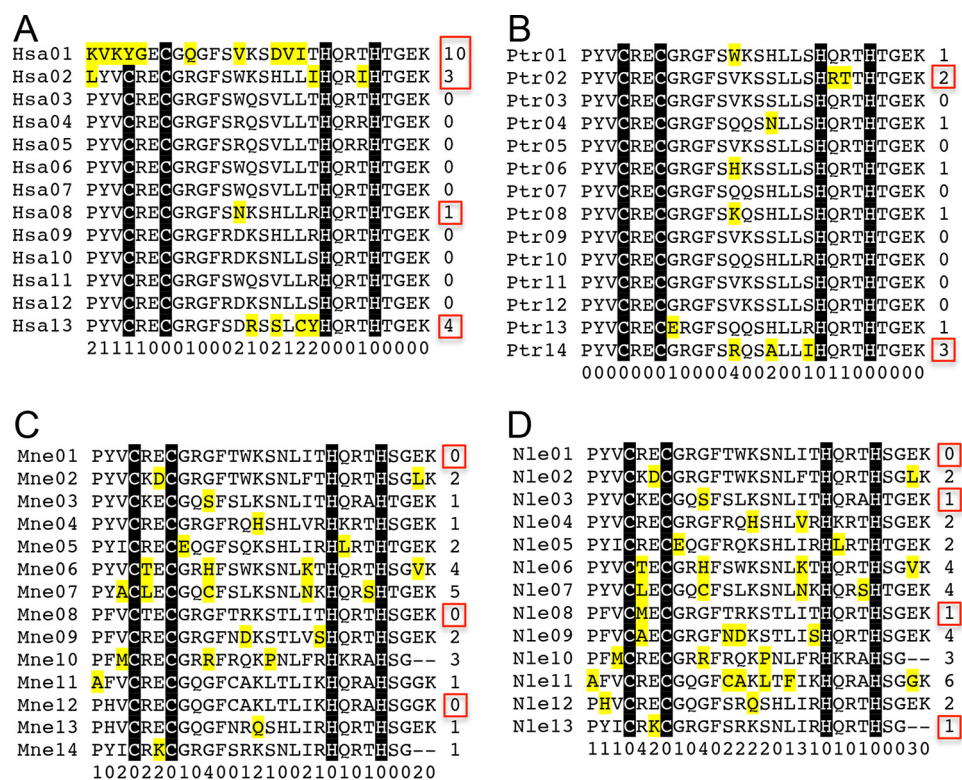 A
Hsa01 KVKYGECGQGFSVKSDVITHQRTHTGEK 10
Hsa02 LYVCRECGRGFSWKSHLLIHQRIHTGEK 3
Hsa03 PYVCRECGRGFSWQSVLLTHQRTHTGEK 0
Hsa04 PYVCRECGRGFSRQSVLLTHQRRHTGEK 0
Hsa05 PYVCRECGRGFSRQSVLLTHQRRHTGEK 0
Hsa06 PYVCRECGRGFSWQSVLLTHQRTHTGEK 0
Hsa07 PYVCRECGRGFSWQSVLLTHQRTHTGEK 0
Hsa08 PYVCRECGRGFSNKSHLLRHQRTHTGEK 1
Hsa09 PYVCRECGRGFRDKSHLLRHQRTHTGEK 0
Hsa10 PYVCRECGRGFRDKSNLLSHQRTHTGEK 0
Hsa11 PYVCRECGRGFSWQSVLLTHQRTHTGEK 0
Hsa12 PYVCRECGRGFRDKSNLLSHQRTHTGEK 0
Hsa13 PYVCRECGRGFSDRSSLCYHQRTHTGEK 4
2111100010002102122000100000
B
Ptr01 PYVCRECGRGFSWKSHLLSHQRTHTGEK 1
Ptr02 PYVCRECGRGFSVKSSLLSHRTTHTGEK 2
Ptr03 PYVCRECGRGFSVKSSLLSHQRTHTGEK 0
Ptr04 PYVCRECGRGFSQQSNLLSHQRTHTGEK 1
Ptr05 PYVCRECGRGFSVKSSLLSHQRTHTGEK 0
Ptr06 PYVCRECGRGFSHKSSLLSHQRTHTGEK 1
Ptr07 PYVCRECGRGFSQQSHLLSHQRTHTGEK 0
Ptr08 PYVCRECGRGFSKQSHLLSHQRTHTGEK 1
Ptr09 PYVCRECGRGFSVKSSLLSHQRTHTGEK 0
Ptr10 PYVCRECGRGFSQQSHLLRHQRTHTGEK 0
Ptr11 PYVCRECGRGFSVKSSLLSHQRTHTGEK 0
Ptr12 PYVCRECGRGFSVKSSLLSHQRTHTGEK 0
Ptr13 PYVCRECERGFSQQSHLLRHQRTHTGEK 1
Ptr14 PYVCRECGRGFSRQSALLIHQRTHTGEK 3
0000000100004002001011000000
C
Mne01 PYVCRECGRGFTWKSNLITHQRTHSGEK 0
Mne02 PYVCKDCGRGFTWKSNLFTHQRTHSGLK 2
Mne03 PYVCKECGQSFSLKSNLITHQRAHTGEK 1
Mne04 PYVCRECGRGFRQHSHLVRHKRTHSGEK 1
Mne05 PYICRECEQGFSQKSHLIRHLRTHTGEK 2
Mne06 PYVCTECGRHFSWKSNLKTHQRTHSGVK 4
Mne07 PYACLECGQCFSLKSNLNKHQRSHTGEK 5
Mne08 PFVCTECGRGFTRKSTLITHQRTHSGEK 0
Mne09 PFVCRECGRGFNDKSTLVSHQRTHSGEK 2
Mne10 PFMCRECGRRFRQKPNLFRHKRAHSG-- 3
Mne11 AFVCRECGQGFCAKLTLIKHQRAHSGGK 1
Mne12 PHVCRECGQGFCAKLTLIKHQRAHSGGK 0
Mne13 PHVCRECGRGFRNQSHLIKHQRTHSGEK 1
Mne14 PYICRKCGRGFSRKSNLIRHQRTHSG-- 1
1020220104001210021010100020
D
Nle01 PYVCRECGRGFTWKSNLITHQRTHSGEK 0
Nle02 PYVCKDCGRGFTWKSNLFTHQRTHSGLK 2
Nle03 PYVCKECGQSFSLKSNLITHQRAHTGEK 1
Nle04 PYVCRECGRGFRQHSHLVRHKRTHSGEK 2
Nle05 PYICRECEQGFRQKSHLIRHLRTHTGEK 2
Nle06 PYVCTECGRHFSWKSNLKTHQRTHSGVK 4
Nle07 PYVCLECGQCFSLKSNLNKHQRSHTGEK 4
Nle08 PFVCMECGRGFTRKSTLITHQRTHSGEK 1
Nle09 PFVCAECGRGFNDKSTLISHQRTHSGEK 4
Nle10 PFMCRECGRRFRQKPNLFRHKRAHSG-- 3
Nle11 AFVCRECGQGFCAKLTFIKHQRAHSGGK 6
Nle12 PHVCRECGRGFSRQSHLIKHQRTHSGEK 2
Nle13 PYICRKCGRGFSRKSNLIRHQRTHSG-- 1
1110420104022220131010100030